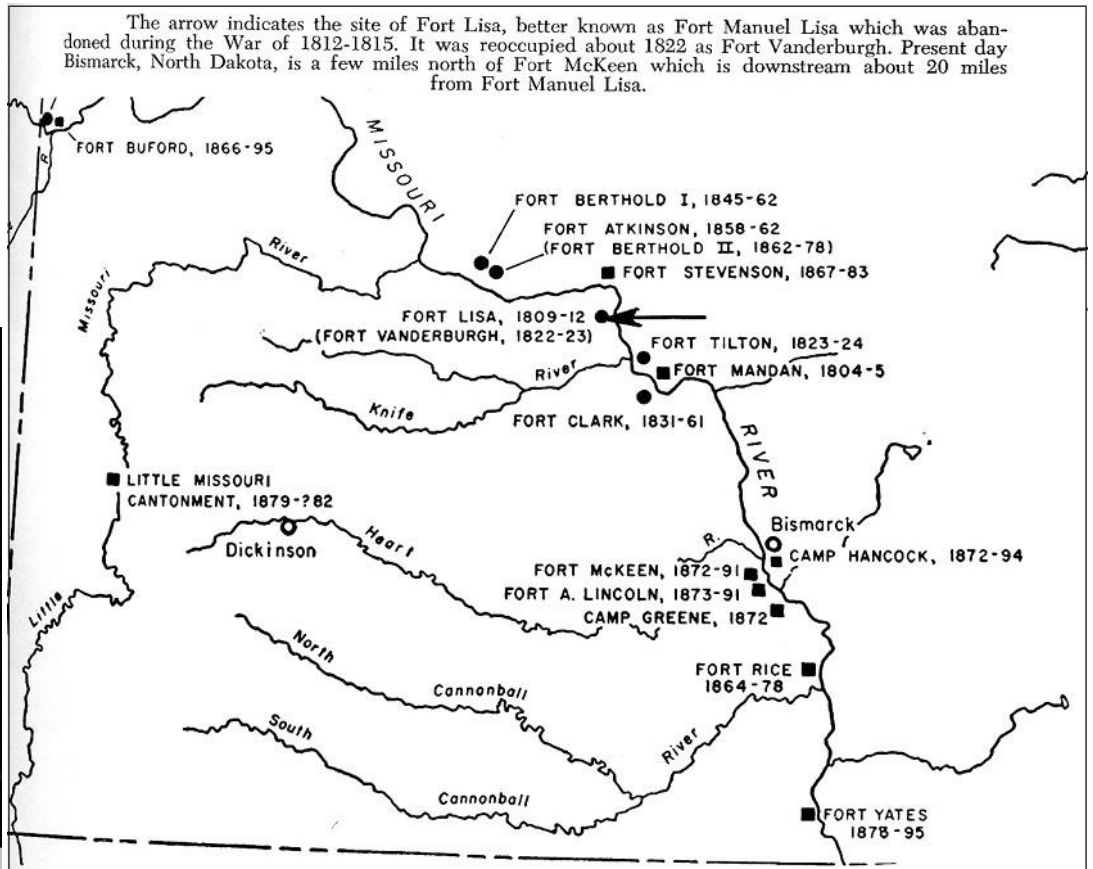 The arrow indicates the site of Fort Lisa, better known as Fort Manuel Lisa which was aban-
doned during the War of 1812-1815. It was reoccupied about 1822 as Fort Vanderburgh. Present day
Bismarck, North Dakota, is a few miles north of Fort McKeen which is downstream about 20 miles
from Fort Manuel Lisa.
MISSOURI
R.
FORT BUFORD, 1866-95
FORT BERTHOLD I, 1845-62
FORT ATKINSON, 1858-62
(FORT BERTHOLD II, 1862-78)
River
FORT STEVENSON, 1867-83
Missouri
FORT LISA, 1809-12
(FORT VANDERBURGH, 1822-23)
FORT TILTON, 1823-24
River
FORT MANDAN, 1804-5
Knife
FORT CLARK, 1831-61
RIVER
LITTLE MISSOURI
CANTONMENT, 1879-?82
Bismarck
Dickinson
Heart
R.
CAMP HANCOCK, 1872-94
FORT McKEEN, 1872-91
FORT A. LINCOLN, 1873-91
CAMP GREENE, 1872
Little
North
Cannonball
FORT RICE
1864-78
South
River
Cannonball
FORT YATES
1878-95